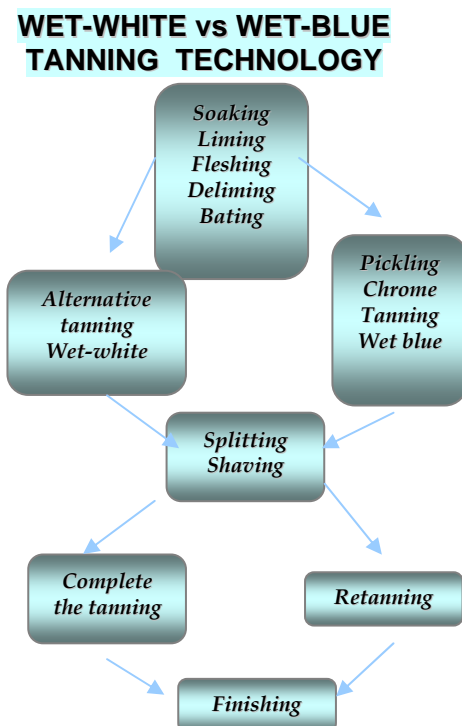 WET-WHITE vs WET-BLUE
TANNING TECHNOLOGY
Soaking
Liming
Fleshing
Deliming
Bating
Alternative
tanning
Wet-white
Pickling
Chrome
Tanning
Wet blue
Splitting
Shaving
Complete
the tanning
Retanning
Finishing